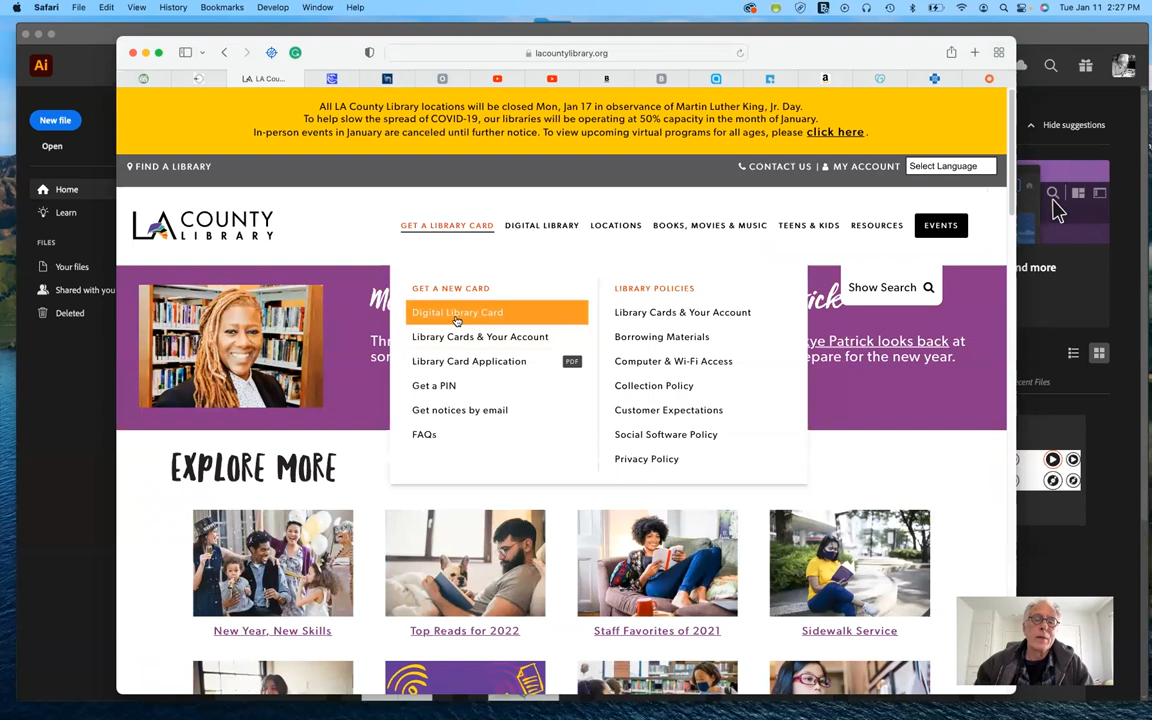 Safari File Edit View History Bookmarks Develop Window Help Tue Jan 11 2:27 PM
Ai
lacountylibrary.org
LA Cou...
New file
Open
Home
Learn
FILES
Your files
Shared with you
Deleted
Hide suggestions
nd more
ecent Files
All LA County Library locations will be closed Mon, Jan 17 in observance of Martin Luther King, Jr. Day.
To help slow the spread of COVID-19, our libraries will be operating at 50% capacity in the month of January.
In-person events in January are canceled until further notice. To view upcoming virtual programs for all ages, please click here.
FIND A LIBRARY CONTACT US | MY ACCOUNT Select Language
LA COUNTY
LIBRARY
GET A LIBRARY CARD DIGITAL LIBRARY LOCATIONS BOOKS, MOVIES & MUSIC TEENS & KIDS RESOURCES EVENTS
GET A NEW CARD
Digital Library Card
Library Cards & Your Account
Library Card Application PDF
Get a PIN
Get notices by email
FAQs
LIBRARY POLICIES
Library Cards & Your Account
Borrowing Materials
Computer & Wi-Fi Access
Collection Policy
Customer Expectations
Social Software Policy
Privacy Policy
Show Search
Thr
kye Patrick looks back at
epare for the new year.
EXPLORE MORE
New Year, New Skills
Top Reads for 2022
Staff Favorites of 2021
Sidewalk Service